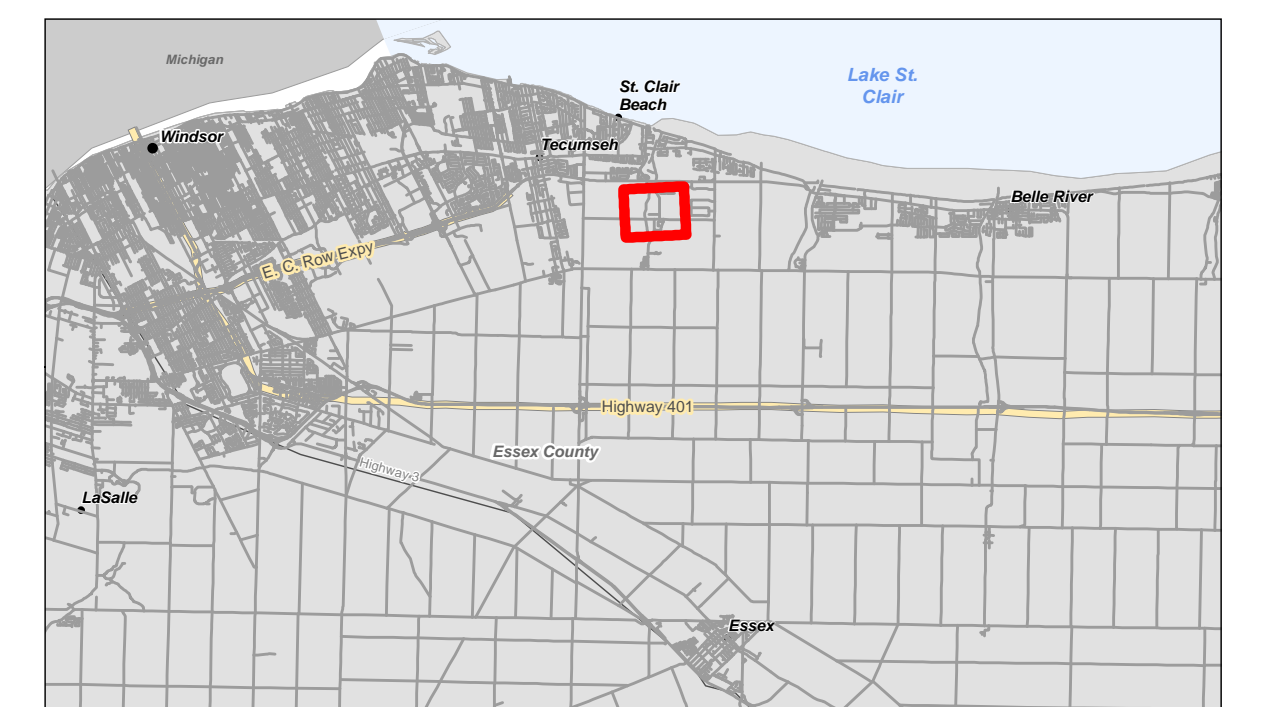 Michigan
Lake St.
Clair
St. Clair
Beach
Windsor
Tecumseh
Belle River
E. C. Row Expy
Highway 401
Essex County
Highway 3
LaSalle
Essex